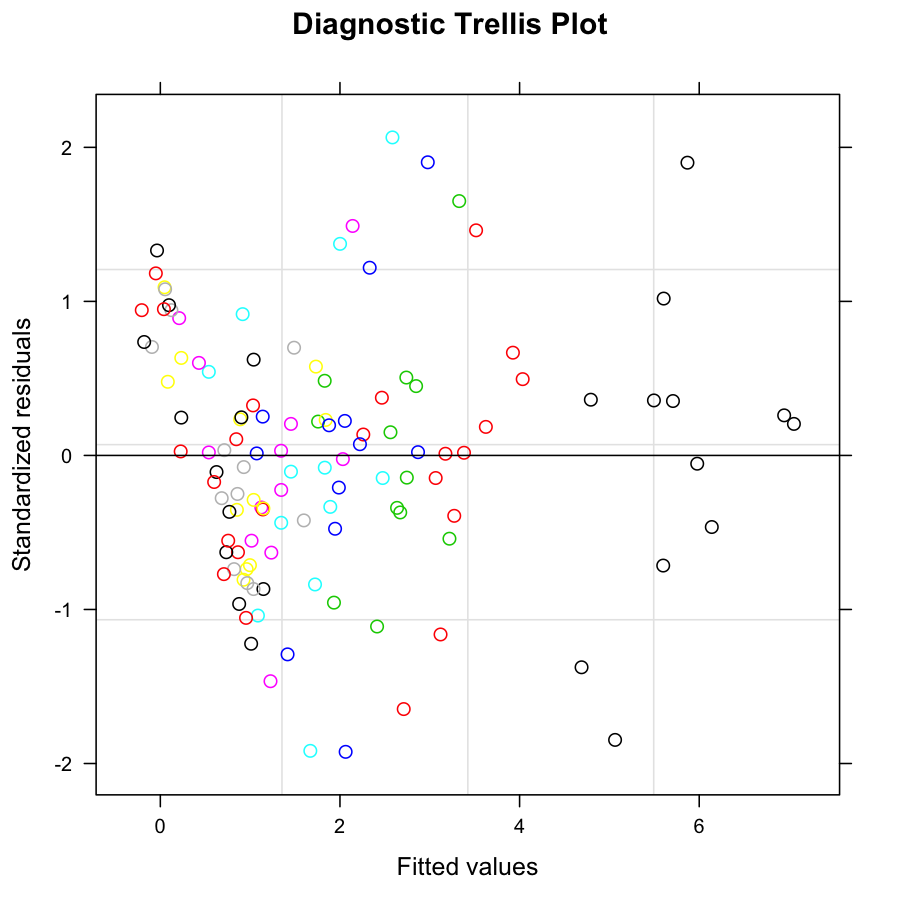 Diagnostic Trellis Plot
Standardized residuals
2
1
0
-1
-2
0 2 4 6
Fitted values